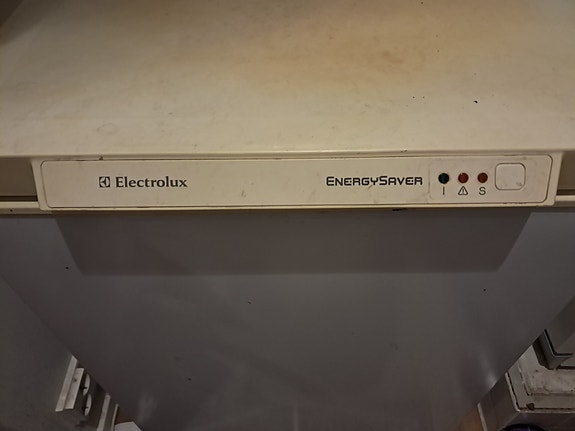 Electrolux
ENERGYSAVER
I ⚠ S